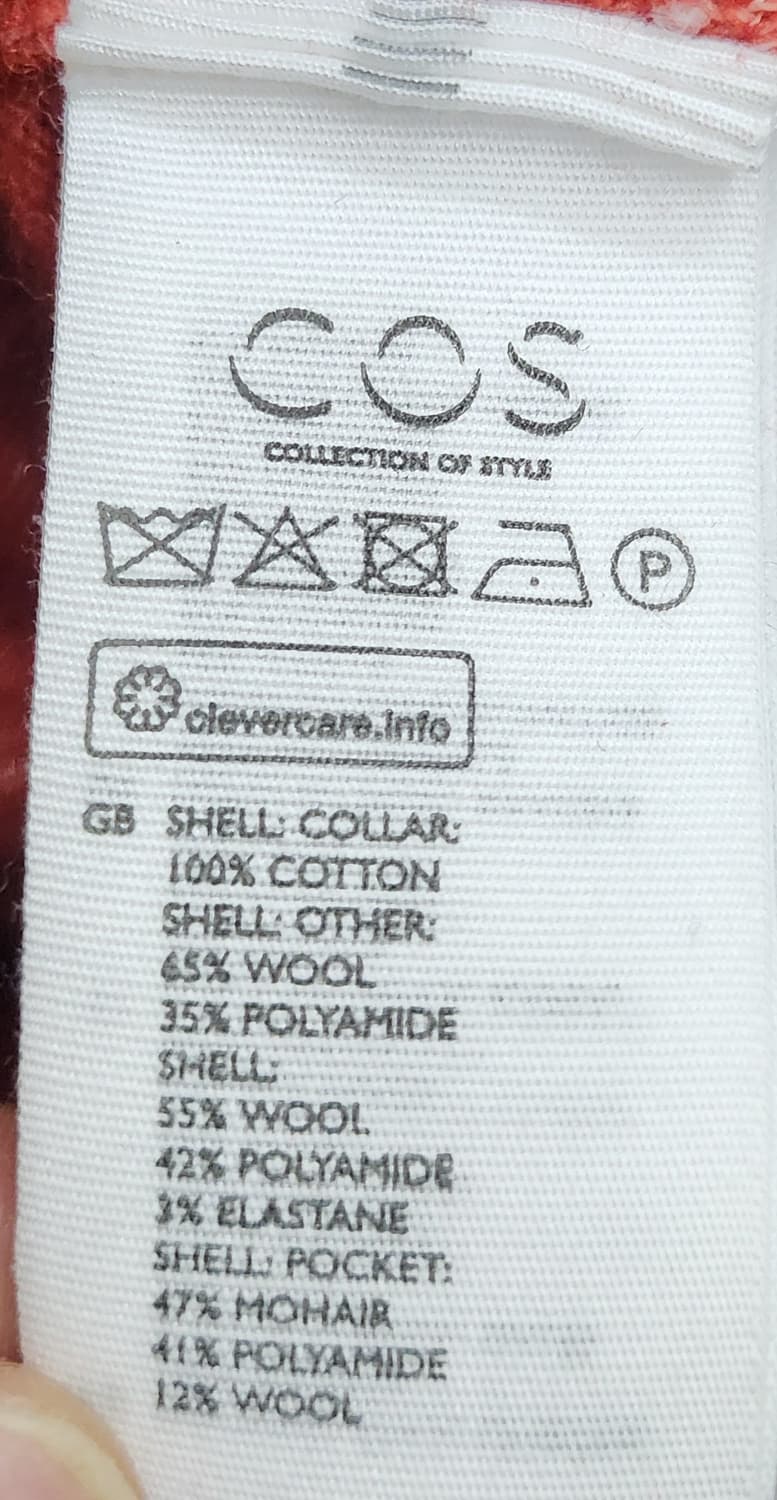 COS
COLLECTION OF STYLE
P
clevercare.info
GB SHELL: COLLAR:
100% COTTON
SHELL: OTHER:
65% WOOL
35% POLYAMIDE
SHELL:
55% WOOL
42% POLYAMIDE
3% ELASTANE
SHELL: POCKET:
47% MOHAIR
41% POLYAMIDE
12% WOOL